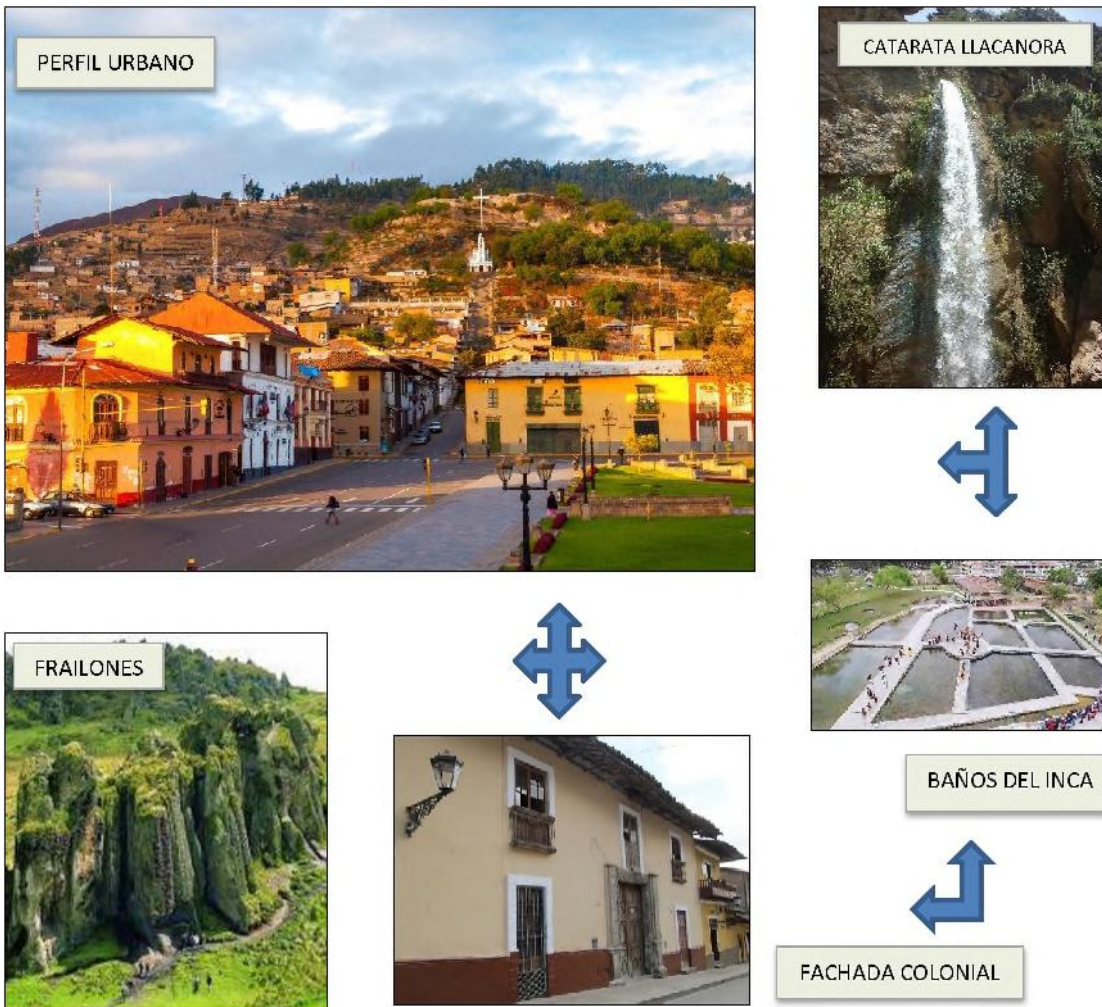 PERFIL URBANO
CATARATA LLACANORA
FRAILONES
BAÑOS DEL INCA
FACHADA COLONIAL